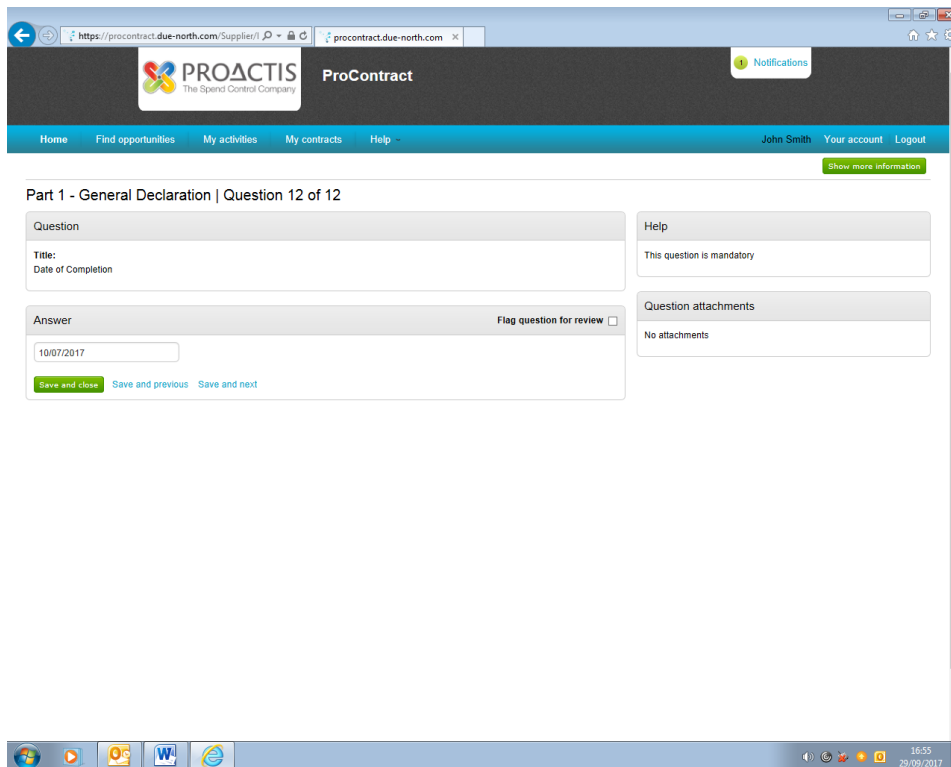 https://procontract.due-north.com/Supplier/
procontract.due-north.com
PROACTIS
The Spend Control Company
ProContract
1 Notifications
Home Find opportunities My activities My contracts Help
John Smith Your account Logout
Show more information
Part 1 - General Declaration | Question 12 of 12
Question
Title:
Date of Completion
Help
This question is mandatory
Answer Flag question for review
10/07/2017
Save and close Save and previous Save and next
Question attachments
No attachments
16:55
29/09/2017